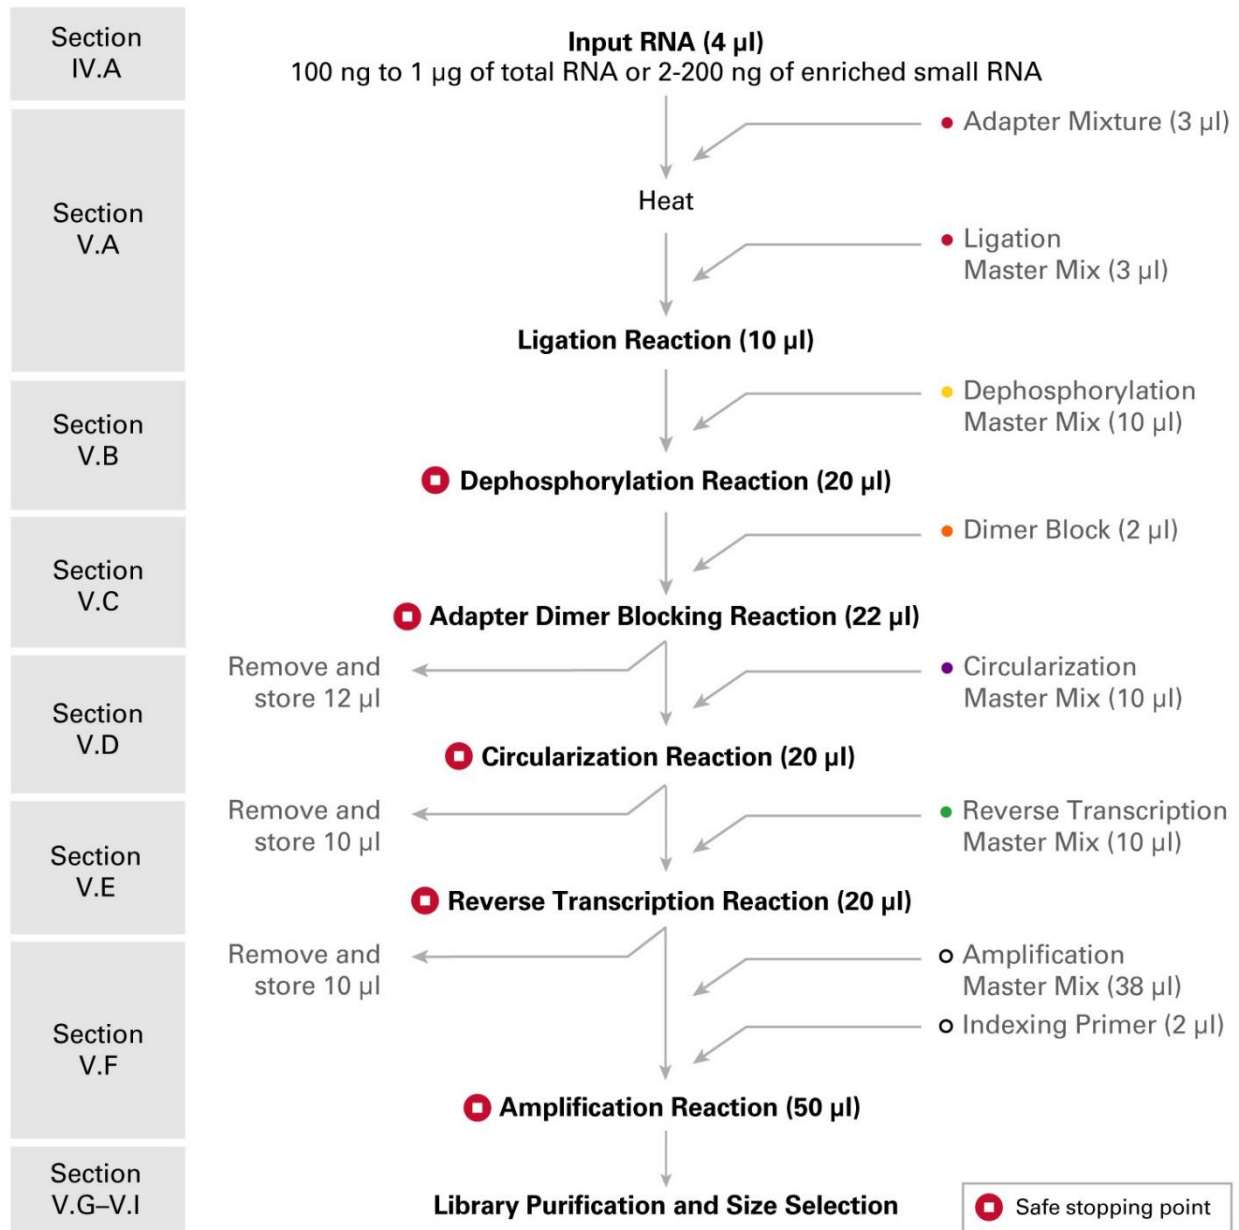 Section
IV.A
Input RNA (4 µl)
100 ng to 1 µg of total RNA or 2-200 ng of enriched small RNA
Section
V.A
Adapter Mixture (3 µl)
Heat
Ligation
Master Mix (3 µl)
Ligation Reaction (10 µl)
Section
V.B
Dephosphorylation
Master Mix (10 µl)
Dephosphorylation Reaction (20 µl)
Section
V.C
Dimer Block (2 µl)
Adapter Dimer Blocking Reaction (22 µl)
Section
V.D
Remove and
store 12 µl
Circularization
Master Mix (10 µl)
Circularization Reaction (20 µl)
Section
V.E
Remove and
store 10 µl
Reverse Transcription
Master Mix (10 µl)
Reverse Transcription Reaction (20 µl)
Section
V.F
Remove and
store 10 µl
Amplification
Master Mix (38 µl)
Indexing Primer (2 µl)
Amplification Reaction (50 µl)
Section
V.G–V.I
Library Purification and Size Selection
Safe stopping point